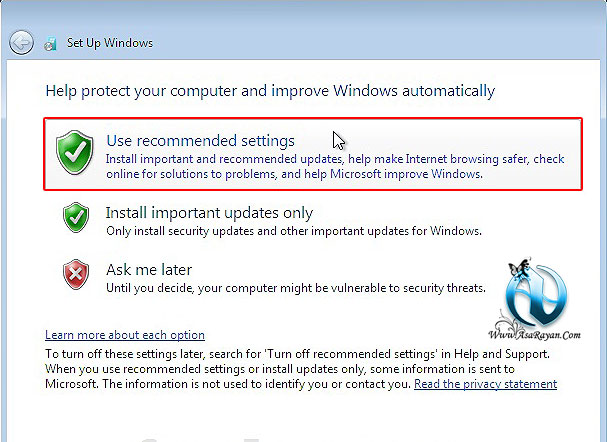 Set Up Windows
Help protect your computer and improve Windows automatically
Use recommended settings
Install important and recommended updates, help make Internet browsing safer, check
online for solutions to problems, and help Microsoft improve Windows.
Install important updates only
Only install security updates and other important updates for Windows.
Ask me later
Until you decide, your computer might be vulnerable to security threats.
Www.AsaRayan.Com
Learn more about each option
To turn off these settings later, search for 'Turn off recommended settings' in Help and Support.
When you use recommended settings or install updates only, some information is sent to
Microsoft. The information is not used to identify you or contact you. Read the privacy statement